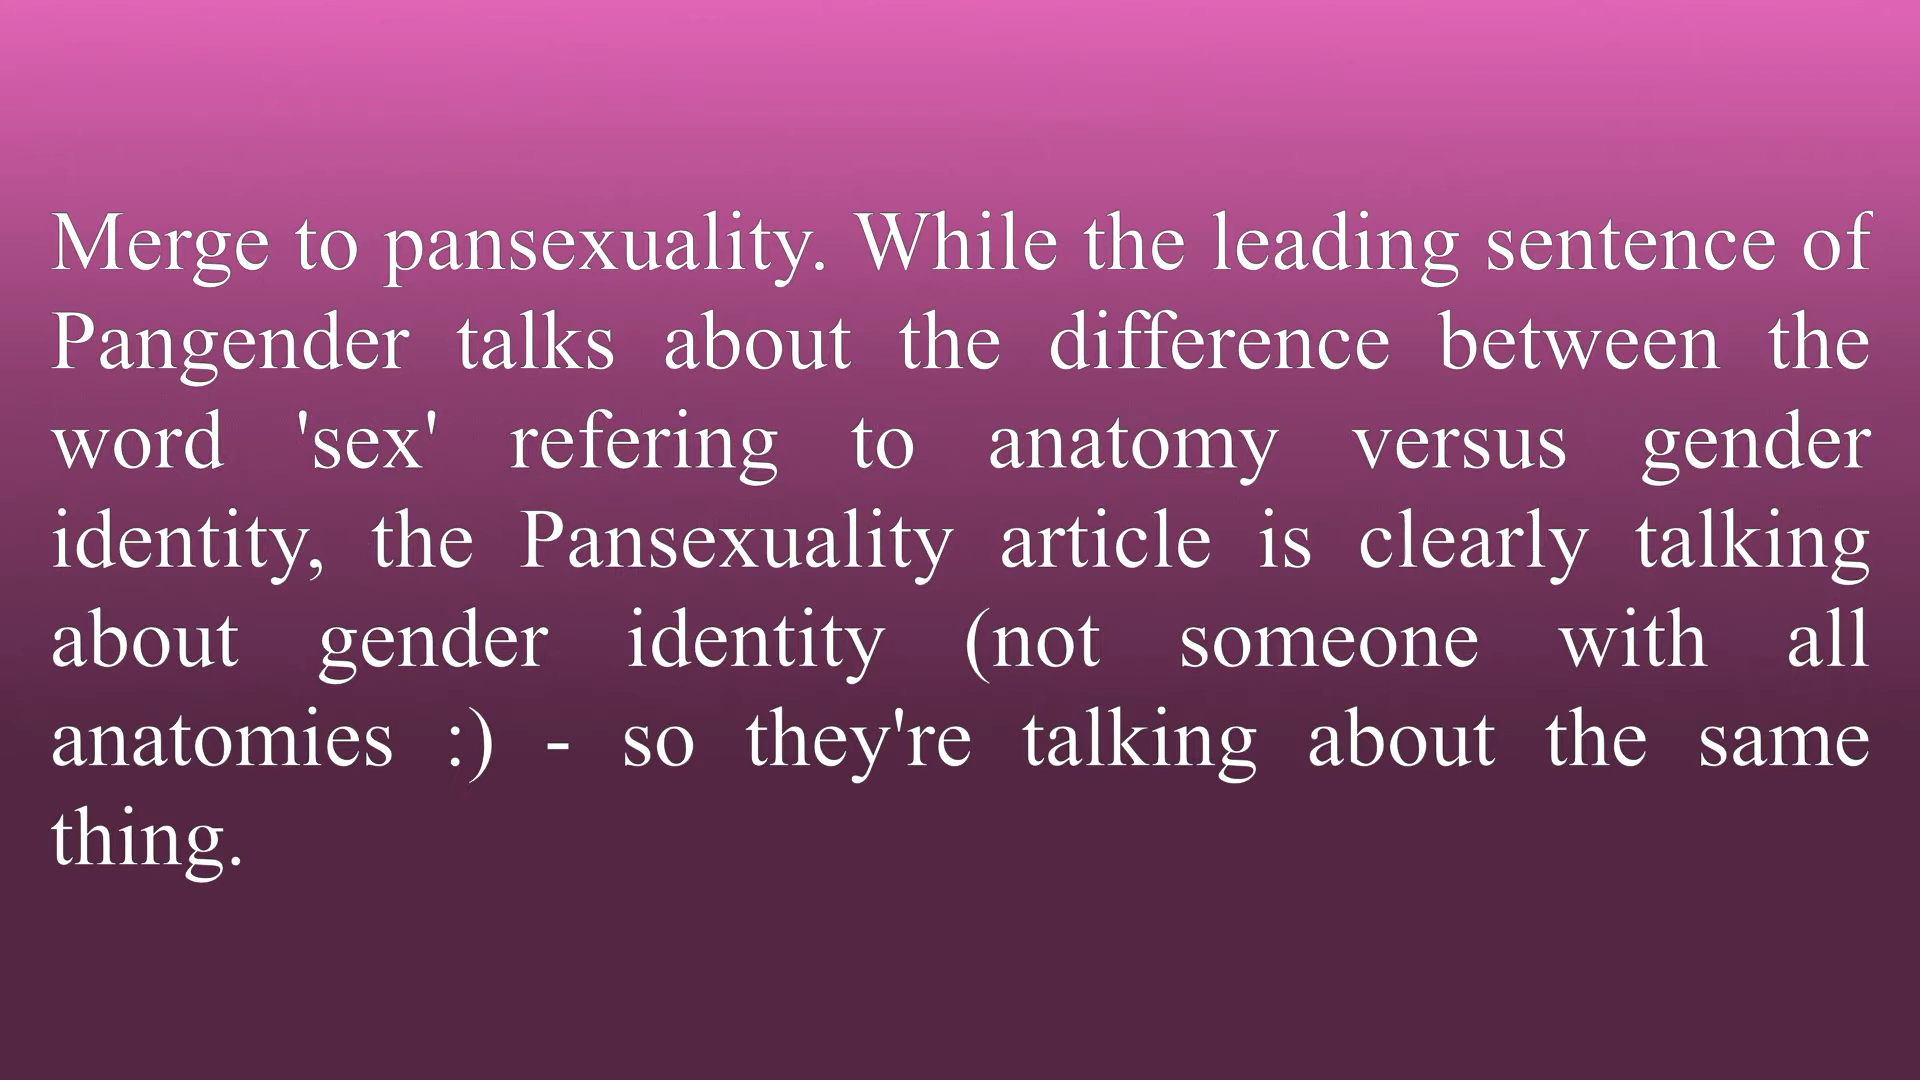 Merge to pansexuality. While the leading sentence of
Pangender talks about the difference between the
word 'sex' refering to anatomy versus gender
identity, the Pansexuality article is clearly talking
about gender identity (not someone with all
anatomies :) - so they're talking about the same
thing.